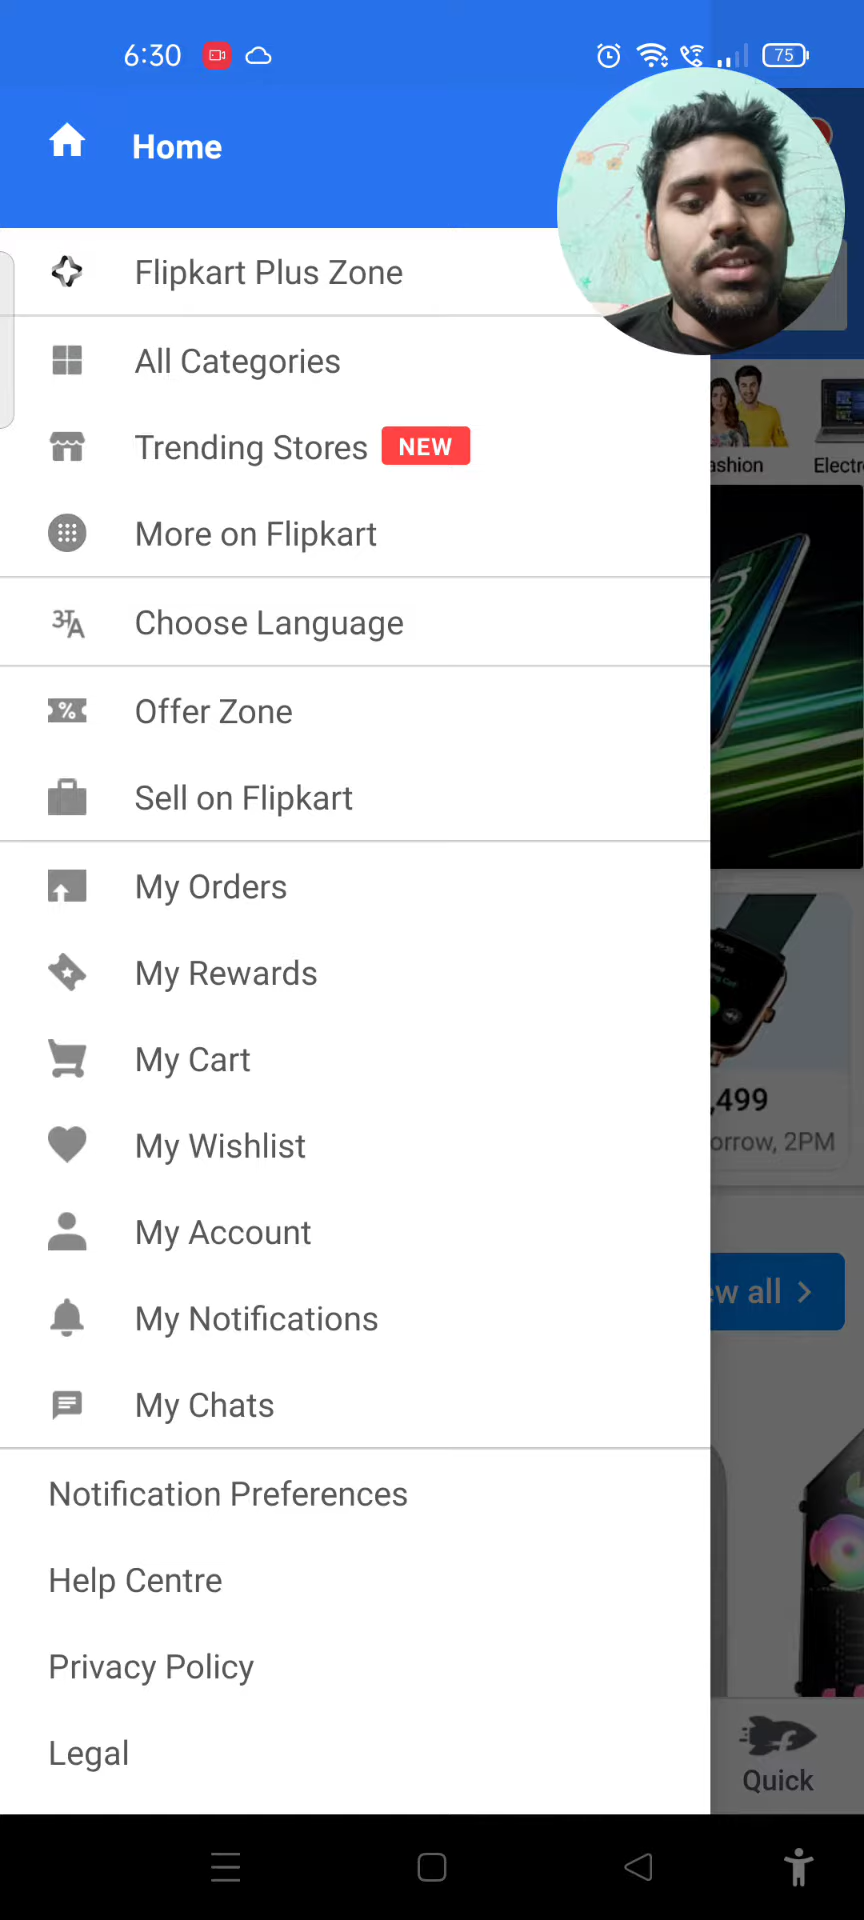 6:30
75
Home
Flipkart Plus Zone
All Categories
Trending Stores NEW
More on Flipkart
Choose Language
Offer Zone
Sell on Flipkart
My Orders
My Rewards
My Cart
My Wishlist
My Account
My Notifications
My Chats
Notification Preferences
Help Centre
Privacy Policy
Legal
ashion
Electr
,499
orrow, 2PM
ew all
Quick